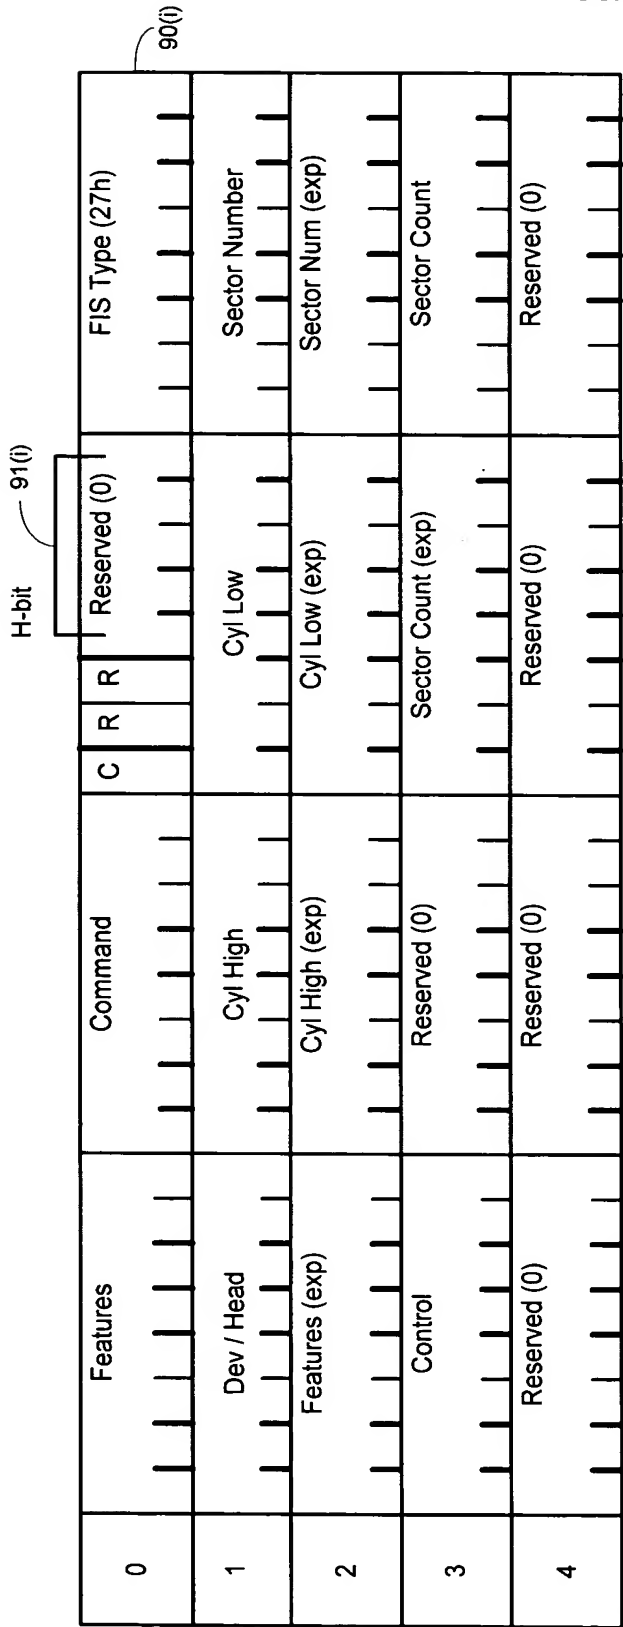 90(i)
H-bit
91(i)
0
Features
Command
C
R
R
Reserved (0)
FIS Type (27h)
1
Dev / Head
Cyl High
Cyl Low
Sector Number
2
Features (exp)
Cyl High (exp)
Cyl Low (exp)
Sector Num (exp)
3
Control
Reserved (0)
Sector Count (exp)
Sector Count
4
Reserved (0)
Reserved (0)
Reserved (0)
Reserved (0)